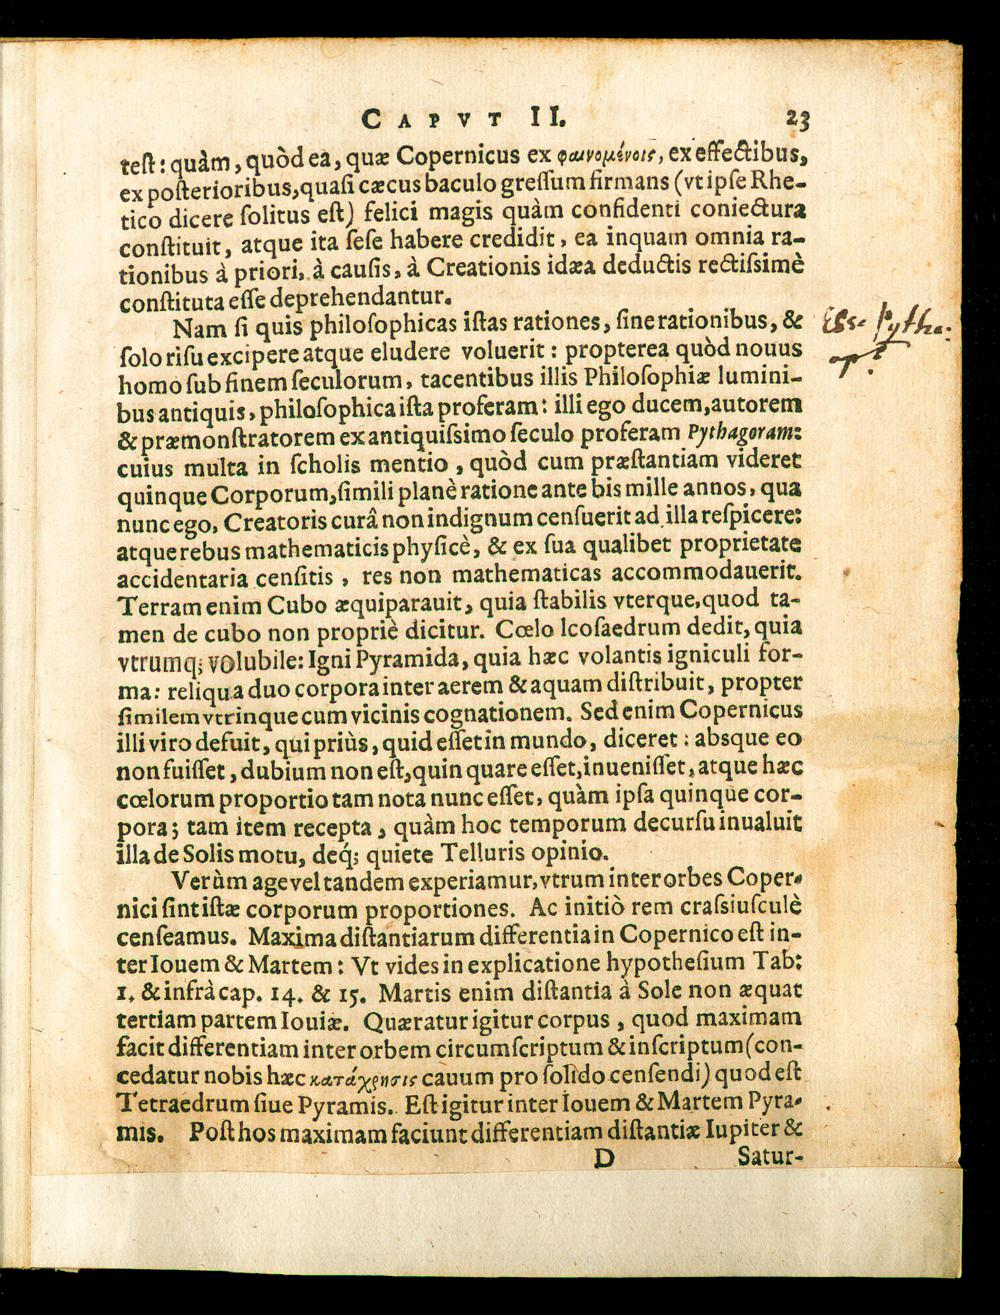 CAPVT II. 23
test: quàm, quòd ea, quæ Copernicus ex φαινομένοις, ex effectibus,
ex posterioribus, quasi cæcus baculo gressum firmans (vt ipse Rhe-
tico dicere solitus est) felici magis quàm confidenti coniectura
constituit, atque ita sese habere credidit, ea inquam omnia ra-
tionibus à priori, à causis, à Creationis idæa deductis rectissimè
constituta esse deprehendantur.
Nam si quis philosophicas istas rationes, sine rationibus, &
solo risu excipere atque eludere voluerit: propterea quòd nouus
homo sub finem seculorum, tacentibus illis Philosophiæ lumini-
bus antiquis, philosophica ista proferam: illi ego ducem, autorem
& præmonstratorem ex antiquissimo seculo proferam Pythagoram:
cuius multa in scholis mentio, quòd cum præstantiam videret
quinque Corporum, simili planè ratione ante bis mille annos, qua
nunc ego, Creatoris curâ non indignum censuerit ad illa respicere:
atque rebus mathematicis physicè, & ex sua qualibet proprietate
accidentaria censitis, res non mathematicas accommodauerit.
Terram enim Cubo æquiparauit, quia stabilis vterque, quod ta-
men de cubo non propriè dicitur. Cœlo Icosaedrum dedit, quia
vtrumq; volubile: Igni Pyramida, quia hæc volantis igniculi for-
ma: reliqua duo corpora inter aerem & aquam distribuit, propter
similem vtrinque cum vicinis cognationem. Sed enim Copernicus
illi viro defuit, qui priùs, quid esset in mundo, diceret: absque eo
non fuisset, dubium non est, quin quare esset, inuenisset, atque hæc
cœlorum proportio tam nota nunc esset, quàm ipsa quinque cor-
pora; tam item recepta, quàm hoc temporum decursu inualuit
illa de Solis motu, deq́; quiete Telluris opinio.
Verùm age vel tandem experiamur, vtrum inter orbes Coper-
nici sint istæ corporum proportiones. Ac initiò rem crassiusculè
censeamus. Maxima distantiarum differentia in Copernico est in-
ter Iouem & Martem: Vt vides in explicatione hypothesium Tab:
1. & infrà cap. 14. & 15. Martis enim distantia à Sole non æquat
tertiam partem Iouiæ. Quæratur igitur corpus, quod maximam
facit differentiam inter orbem circumscriptum & inscriptum (con-
cedatur nobis hæc κατάχρησις cauum pro solido censendi) quod est
Tetraedrum siue Pyramis. Est igitur inter Iouem & Martem Pyra-
mis. Post hos maximam faciunt differentiam distantiæ Iupiter &
D Satur-